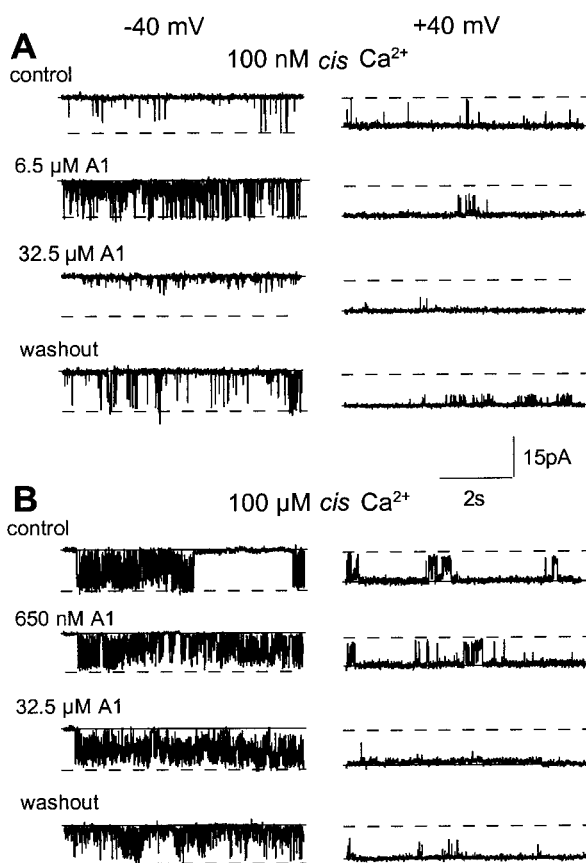 -40 mV +40 mV
A 100 nM cis Ca²⁺
control
6.5 µM A1
32.5 µM A1
washout
15pA
2s
B 100 µM cis Ca²⁺
control
650 nM A1
32.5 µM A1
washout